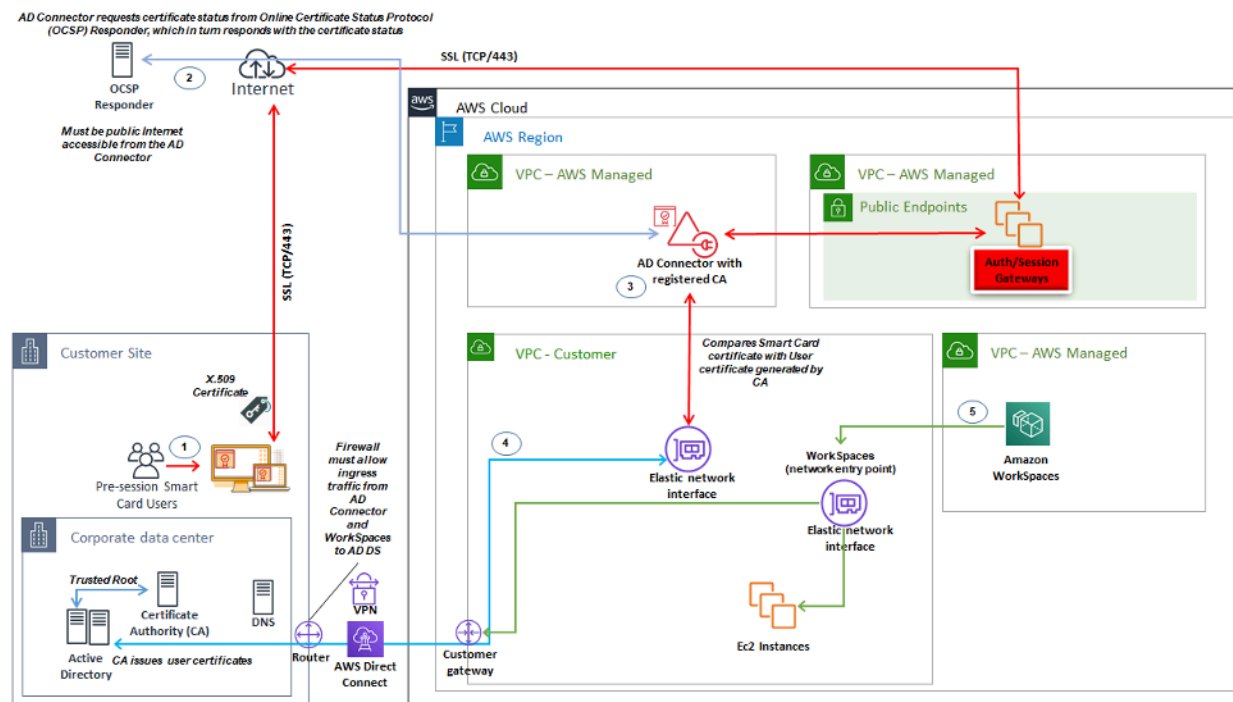 AD Connector requests certificate status from Online Certificate Status Protocol
(OCSP) Responder, which in turn responds with the certificate status
SSL (TCP/443)
2
OCSP
Responder
Internet
Must be public Internet
accessible from the AD
Connector
aws
AWS Cloud
AWS Region
VPC – AWS Managed
AD Connector with
registered CA
3
VPC – AWS Managed
Public Endpoints
Auth/Session
Gateways
SSL (TCP/443)
Customer Site
X.509
Certificate
1
Pre-session Smart
Card Users
Firewall
must allow
ingress
traffic from
AD
Connector
and
WorkSpaces
to AD DS
Corporate data center
Trusted Root
Certificate
Authority (CA)
DNS
Active
Directory
CA issues user certificates
Router
VPN
AWS Direct
Connect
VPC - Customer
Compares Smart Card
certificate with User
certificate generated by
CA
4
Elastic network
interface
WorkSpaces
(network entry point)
Elastic network
interface
Ec2 Instances
Customer
gateway
VPC – AWS Managed
5
Amazon
WorkSpaces